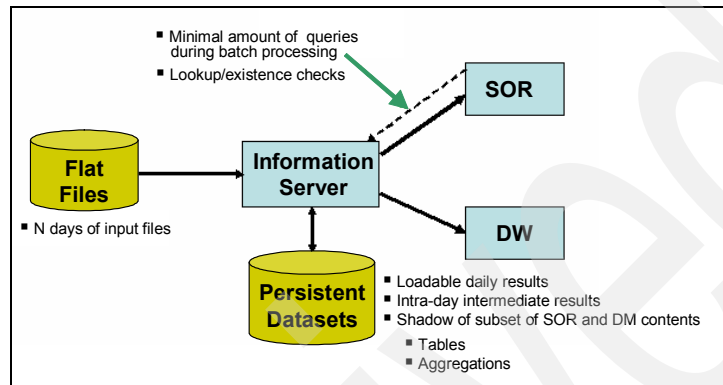 ▪ Minimal amount of queries
during batch processing
▪ Lookup/existence checks
SOR
Flat
Files
Information
Server
▪ N days of input files
DW
Persistent
Datasets
▪ Loadable daily results
▪ Intra-day intermediate results
▪ Shadow of subset of SOR and DM contents
▪ Tables
▪ Aggregations